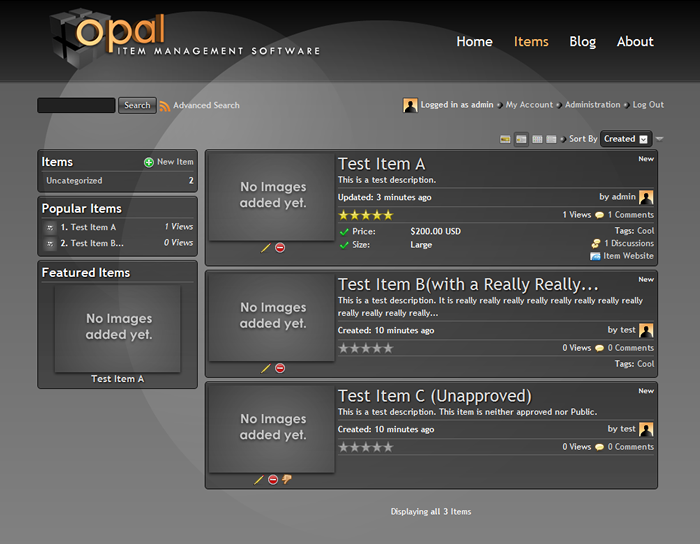 opal
ITEM MANAGEMENT SOFTWARE
Home Items Blog About
Search Advanced Search
Logged in as admin My Account Administration Log Out
Sort By Created
Items New Item
Uncategorized 2
Popular Items
1. Test Item A 1 Views
2. Test Item B... 0 Views
Featured Items
No Images
added yet.
Test Item A
No Images
added yet.
Test Item A New
This is a test description.
Updated: 3 minutes ago by admin
1 Views 1 Comments
Price: $200.00 USD Tags: Cool
Size: Large 1 Discussions
Item Website
No Images
added yet.
Test Item B(with a Really Really... New
This is a test description. It is really really really really really really really really
really really really really...
Created: 10 minutes ago by test
0 Views 0 Comments
Tags: Cool
No Images
added yet.
Test Item C (Unapproved) New
This is a test description. This item is neither approved nor Public.
Created: 10 minutes ago by test
0 Views 0 Comments
Displaying all 3 Items